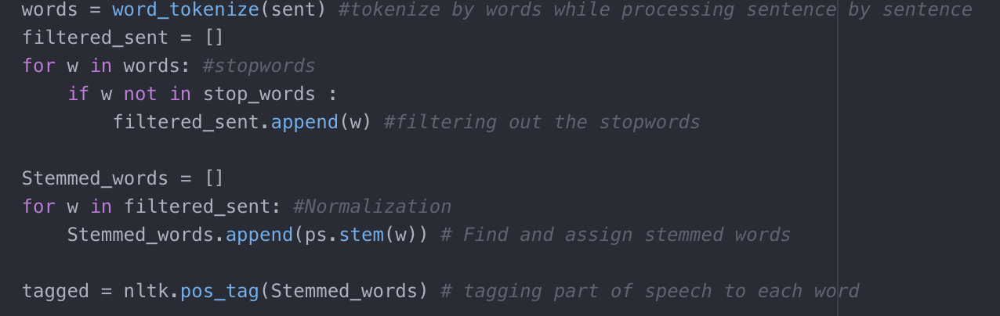 words = word_tokenize(sent) #tokenize by words while processing sentence by sentence
filtered_sent = []
for w in words: #stopwords
    if w not in stop_words :
        filtered_sent.append(w) #filtering out the stopwords

Stemmed_words = []
for w in filtered_sent: #Normalization
    Stemmed_words.append(ps.stem(w)) # Find and assign stemmed words

tagged = nltk.pos_tag(Stemmed_words) # tagging part of speech to each word